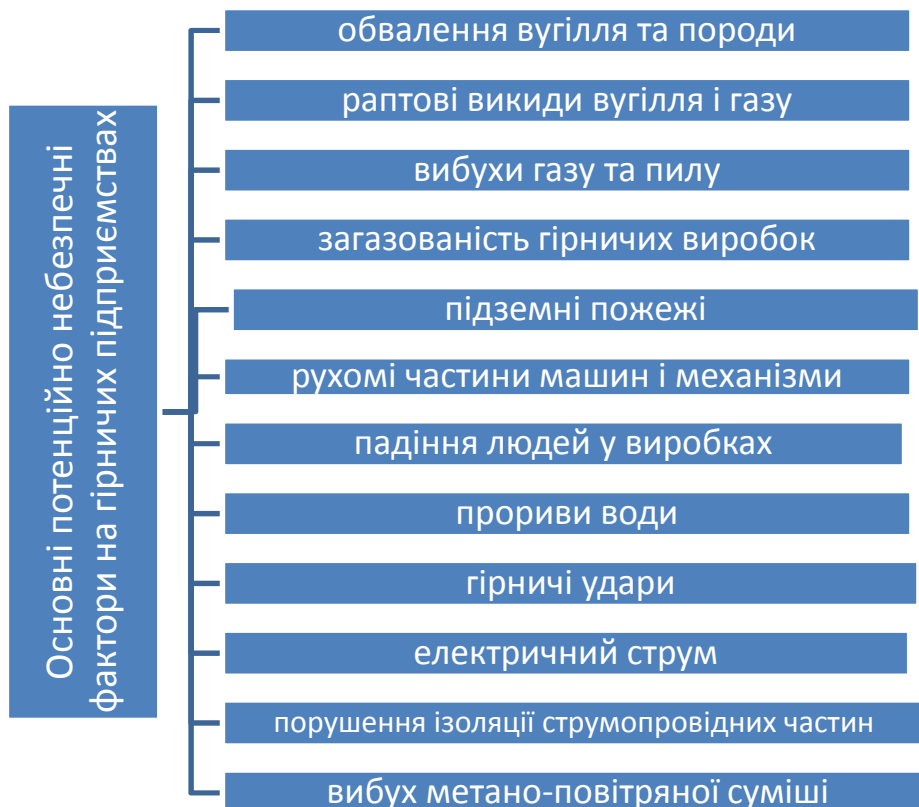 Основні потенційно небезпечні
фактори на гірничих підприємствах
обвалення вугілля та породи
раптові викиди вугілля і газу
вибухи газу та пилу
загазованість гірничих виробок
підземні пожежі
рухомі частини машин і механізми
падіння людей у виробках
прориви води
гірничі удари
електричний струм
порушення ізоляції струмопровідних частин
вибух метано-повітряної суміші